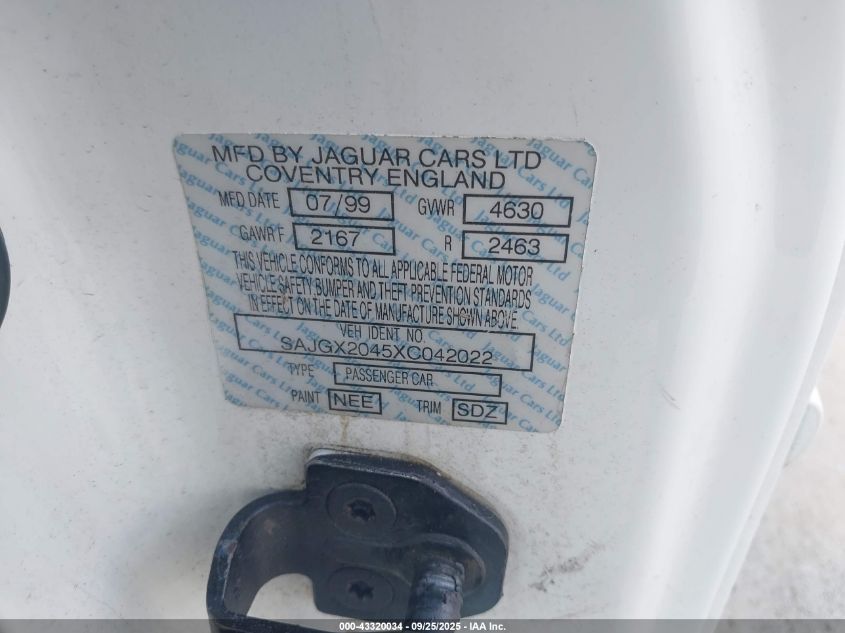 MFD BY JAGUAR CARS LTD
COVENTRY ENGLAND
MFD DATE 07/99 GVWR 4630
GAWR F 2167 R 2463
THIS VEHICLE CONFORMS TO ALL APPLICABLE FEDERAL MOTOR
VEHICLE SAFETY BUMPER AND THEFT PREVENTION STANDARDS
IN EFFECT ON THE DATE OF MANUFACTURE SHOWN ABOVE.
VEH IDENT NO.
SAJGX2045XC042022
TYPE PASSENGER CAR
PAINT NEE TRIM SDZ
000-43320034 - 09/25/2025 - IAA Inc.